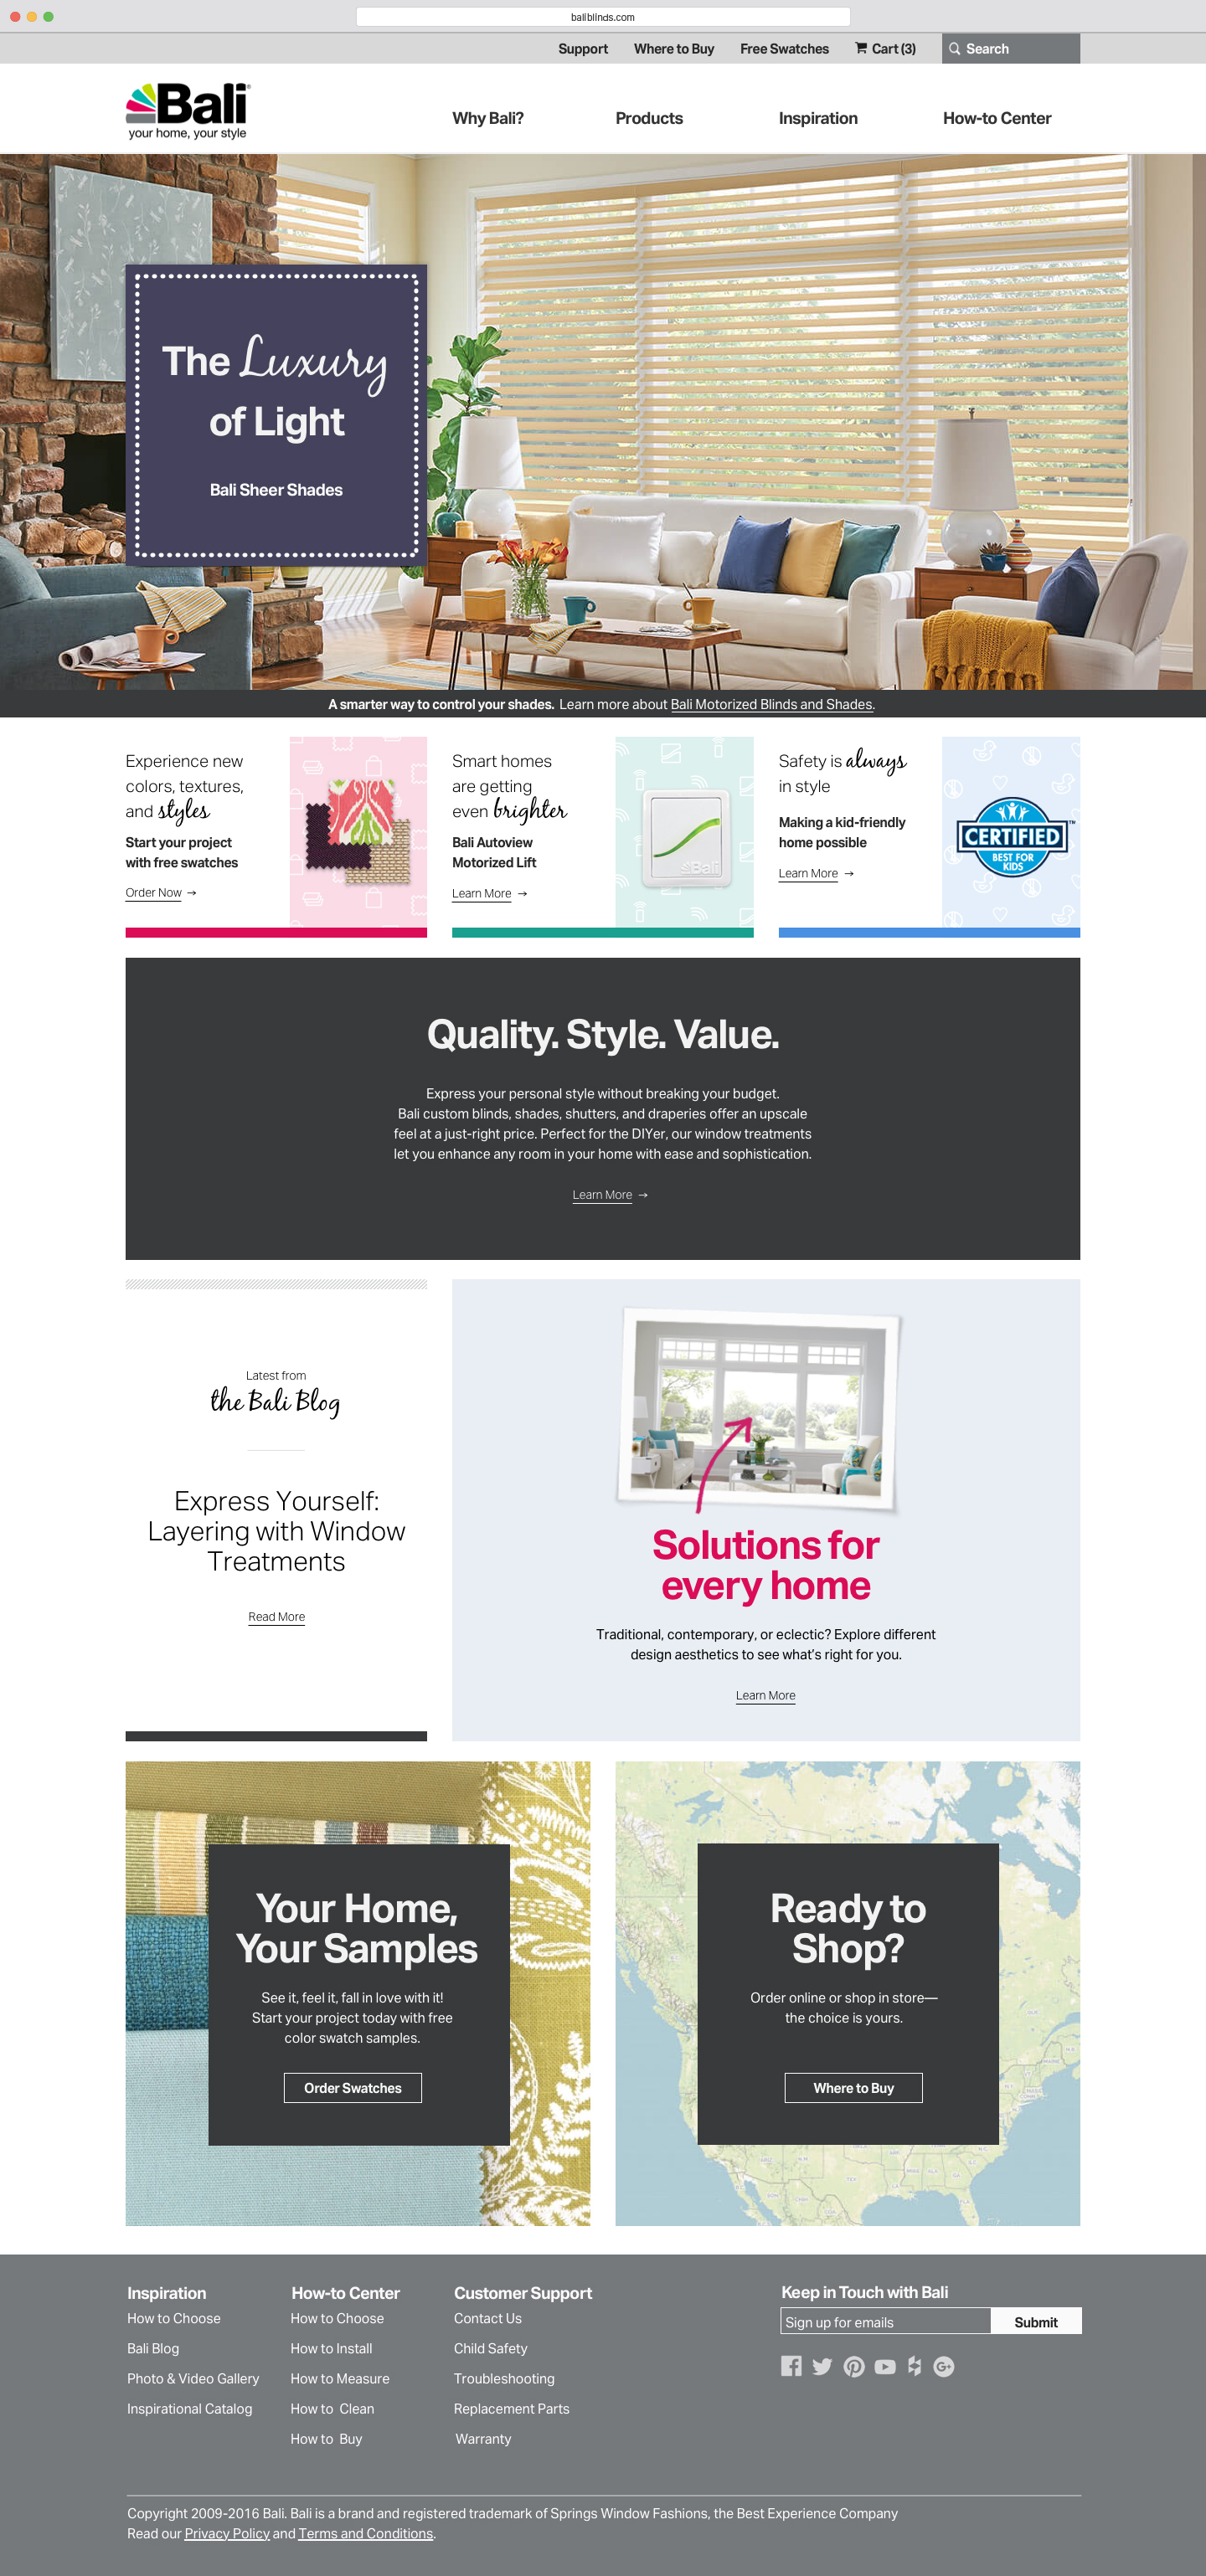 baliblinds.com
Support Where to Buy Free Swatches Cart (3) Search
Bali®
your home, your style
Why Bali? Products Inspiration How-to Center
The Luxury
of Light
Bali Sheer Shades
A smarter way to control your shades. Learn more about Bali Motorized Blinds and Shades.
Experience new
colors, textures,
and styles
Start your project
with free swatches
Order Now →
Smart homes
are getting
even brighter
Bali Autoview
Motorized Lift
Learn More →
Bali
Safety is always
in style
Making a kid-friendly
home possible
Learn More →
CERTIFIED™
BEST FOR
KIDS
Quality. Style. Value.
Express your personal style without breaking your budget.
Bali custom blinds, shades, shutters, and draperies offer an upscale
feel at a just-right price. Perfect for the DIYer, our window treatments
let you enhance any room in your home with ease and sophistication.
Learn More →
Latest from
the Bali Blog
Express Yourself:
Layering with Window
Treatments
Read More
Solutions for
every home
Traditional, contemporary, or eclectic? Explore different
design aesthetics to see what's right for you.
Learn More
Your Home,
Your Samples
See it, feel it, fall in love with it!
Start your project today with free
color swatch samples.
Order Swatches
Ready to
Shop?
Order online or shop in store—
the choice is yours.
Where to Buy
Inspiration
How to Choose
Bali Blog
Photo & Video Gallery
Inspirational Catalog
How-to Center
How to Choose
How to Install
How to Measure
How to Clean
How to Buy
Customer Support
Contact Us
Child Safety
Troubleshooting
Replacement Parts
Warranty
Keep in Touch with Bali
Sign up for emails Submit
Copyright 2009-2016 Bali. Bali is a brand and registered trademark of Springs Window Fashions, the Best Experience Company
Read our Privacy Policy and Terms and Conditions.